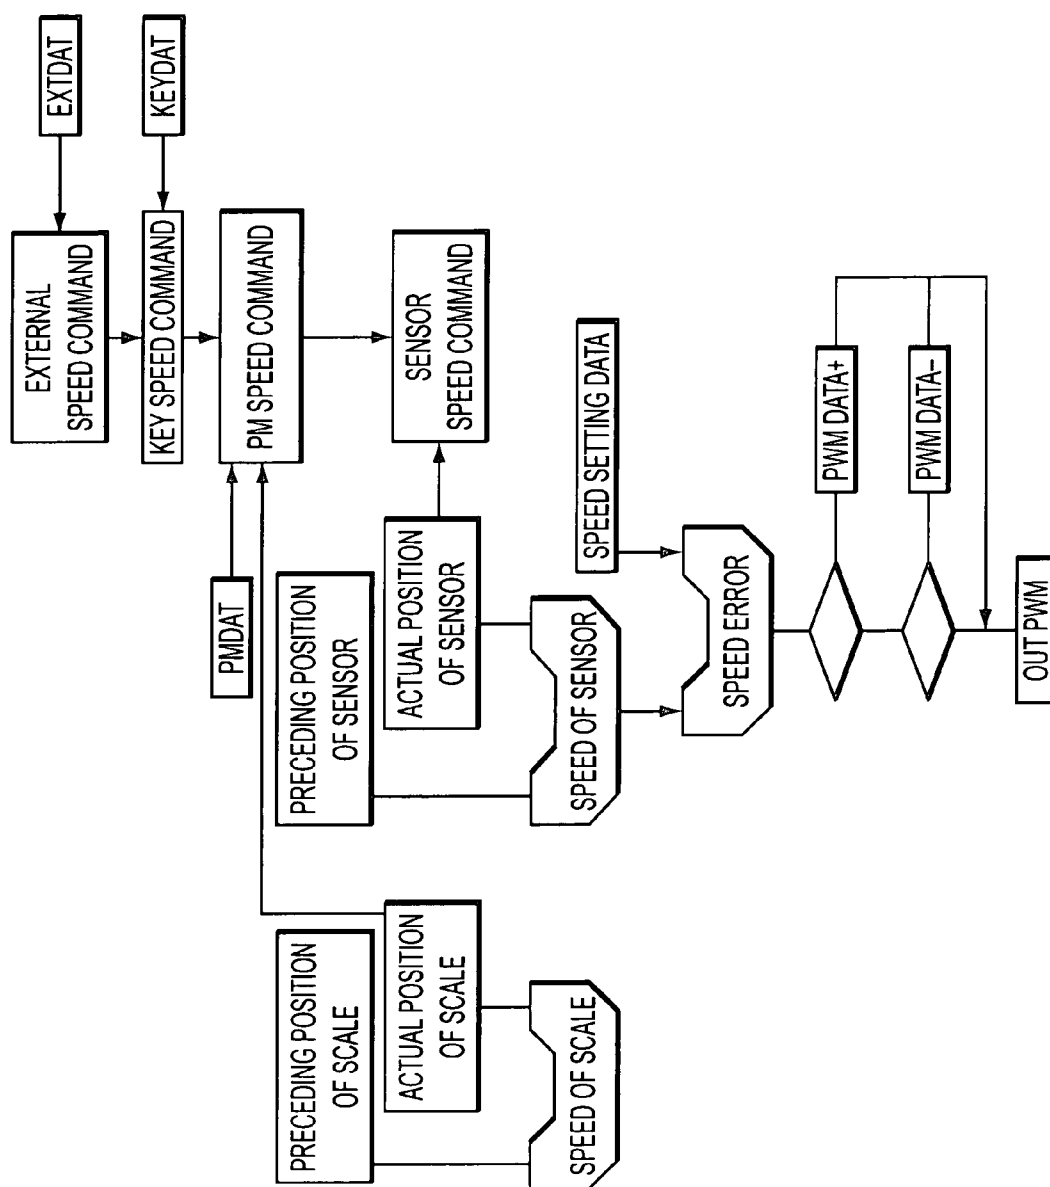 EXTDAT
KEYDAT
EXTERNAL
SPEED COMMAND
KEY SPEED COMMAND
PM SPEED COMMAND
SENSOR
SPEED COMMAND
PMDAT
PRECEDING POSITION
OF SENSOR
ACTUAL POSITION
OF SENSOR
SPEED OF SENSOR
SPEED SETTING DATA
SPEED ERROR
PWM DATA+
PWM DATA−
OUT PWM
PRECEDING POSITION
OF SCALE
ACTUAL POSITION
OF SCALE
SPEED OF SCALE